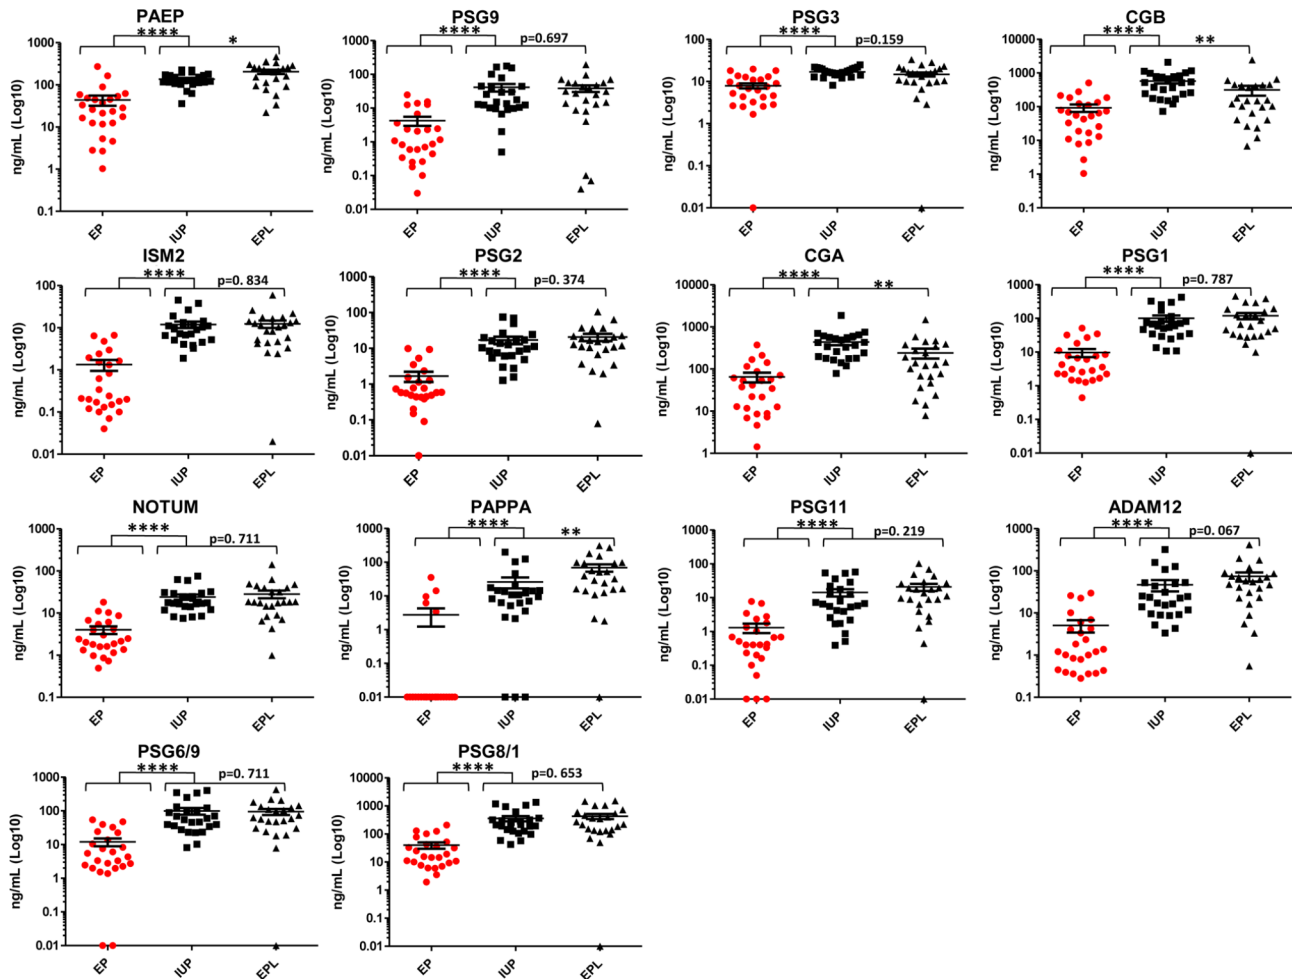 PAEP
****
*
1000
100
10
1
0.1
ng/mL (Log10)
EP
IUP
EPL
PSG9
****
p=0.697
1000
100
10
1
0.1
0.01
ng/mL (Log10)
EP
IUP
EPL
PSG3
****
p=0.159
100
10
1
0.1
0.01
ng/mL (Log10)
EP
IUP
EPL
CGB
****
**
10000
1000
100
10
1
0.1
ng/mL (Log10)
EP
IUP
EPL
ISM2
****
p=0. 834
100
10
1
0.1
0.01
ng/mL (Log10)
EP
IUP
EPL
PSG2
****
p=0. 374
1000
100
10
1
0.1
0.01
ng/mL (Log10)
EP
IUP
EPL
CGA
****
**
10000
1000
100
10
1
ng/mL (Log10)
EP
IUP
EPL
PSG1
****
p=0. 787
1000
100
10
1
0.1
0.01
ng/mL (Log10)
EP
IUP
EPL
NOTUM
****
p=0. 711
1000
100
10
1
0.1
ng/mL (Log10)
EP
IUP
EPL
PAPPA
****
**
1000
100
10
1
0.1
0.01
ng/mL (Log10)
EP
IUP
EPL
PSG11
****
p=0.219
1000
100
10
1
0.1
0.01
ng/mL (Log10)
EP
IUP
EPL
ADAM12
****
p=0.067
1000
100
10
1
0.1
ng/mL (Log10)
EP
IUP
EPL
PSG6/9
****
p=0. 711
1000
100
10
1
0.1
0.01
ng/mL (Log10)
EP
IUP
EPL
PSG8/1
****
p=0. 653
10000
1000
100
10
1
0.1
0.01
ng/mL (Log10)
EP
IUP
EPL